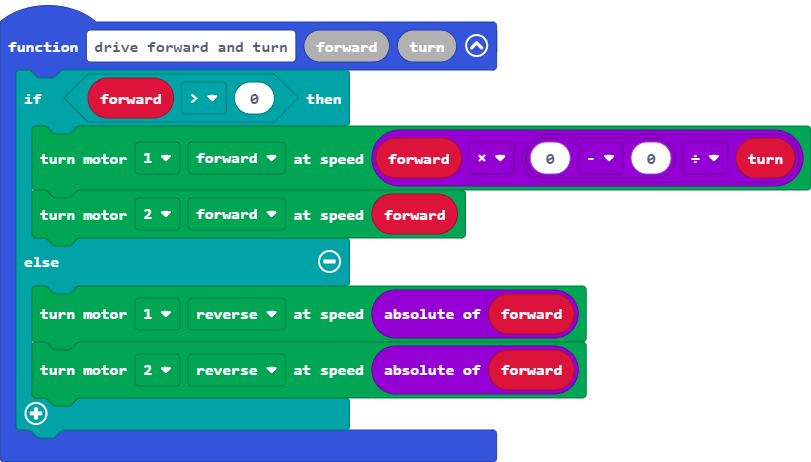 function drive forward and turn forward turn
if forward > 0 then
turn motor 1 forward at speed forward × 0 - 0 ÷ turn
turn motor 2 forward at speed forward
else
turn motor 1 reverse at speed absolute of forward
turn motor 2 reverse at speed absolute of forward